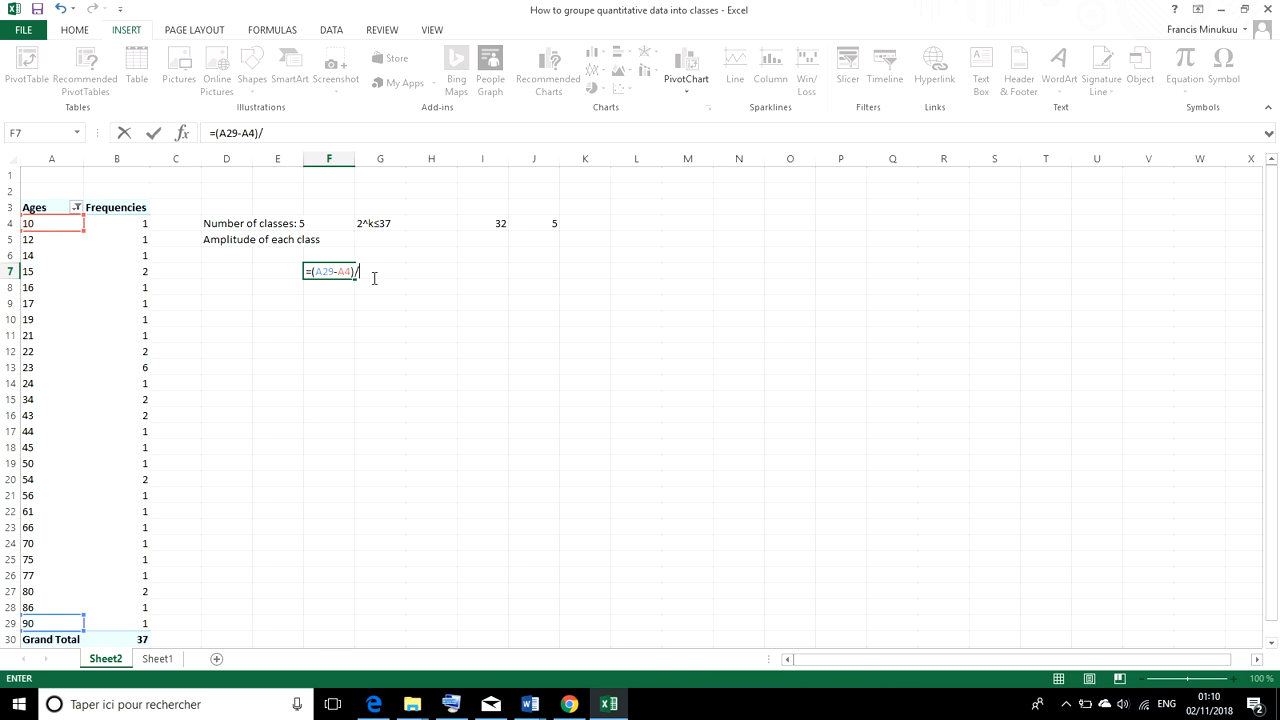 How to groupe quantitative data into classes - Excel
FILE HOME INSERT PAGE LAYOUT FORMULAS DATA REVIEW VIEW Francis Minukuu
PivotTable Recommended PivotTables Table Pictures Online Pictures Shapes SmartArt Screenshot Store My Apps Bing Maps People Graph Recommended Charts PivotChart Line Column Win/Loss Slicer Timeline Hyperlink Text Box Header & Footer WordArt Signature Line Object Equation Symbol
Tables Illustrations Add-ins Charts Sparklines Filters Links Text Symbols
F7 fx =(A29-A4)/
A B C D E F G H I J K L M N O P Q R S T U V W X
1
2
3 Ages Frequencies
4 10 1 Number of classes: 5 2^k≤37 32 5
5 12 1 Amplitude of each class
6 14 1
7 15 2 =(A29-A4)/
8 16 1
9 17 1
10 19 1
11 21 1
12 22 2
13 23 6
14 24 1
15 34 2
16 43 2
17 44 1
18 45 1
19 50 1
20 54 2
21 56 1
22 61 1
23 66 1
24 70 1
25 75 1
26 77 1
27 80 2
28 86 1
29 90 1
30 Grand Total 37
Sheet2 Sheet1
ENTER 100 %
Taper ici pour rechercher ENG 01:10
02/11/2018